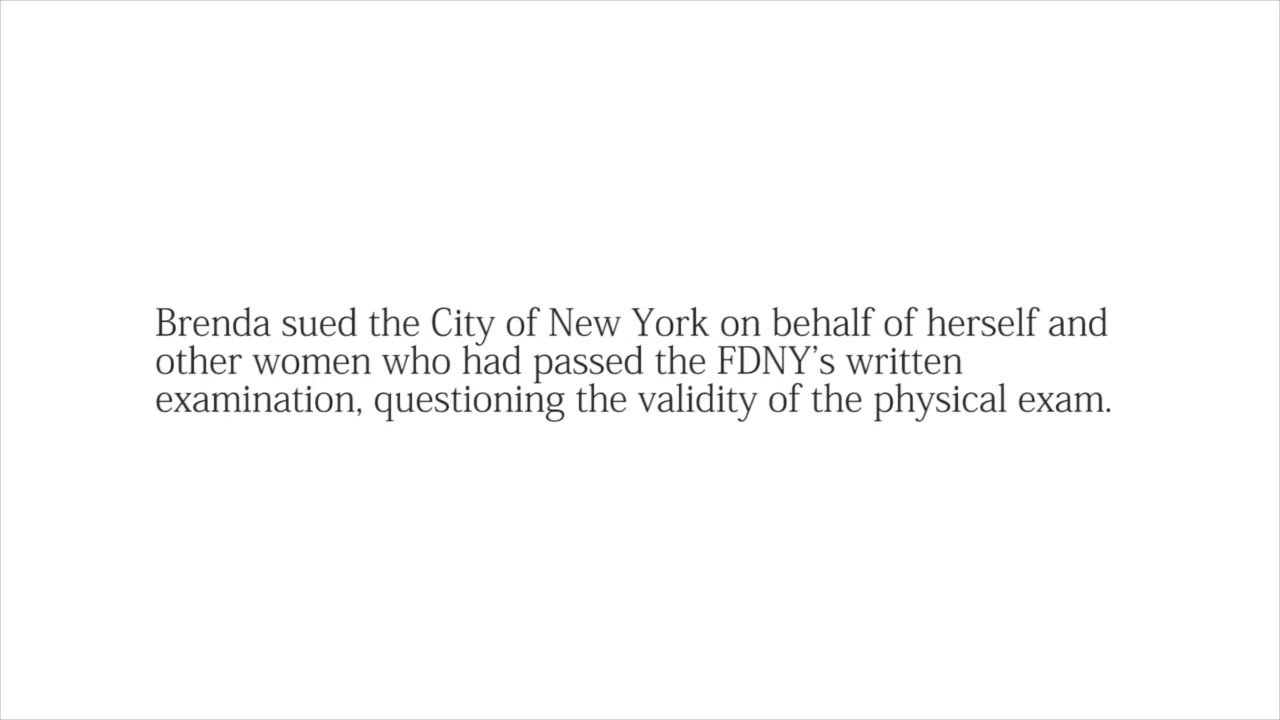 Brenda sued the City of New York on behalf of herself and
other women who had passed the FDNY’s written
examination, questioning the validity of the physical exam.